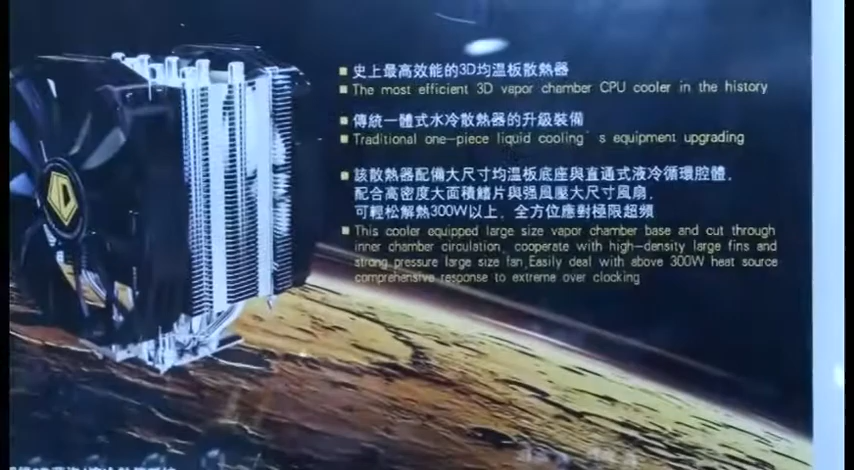 史上最高效能的3D均溫板散熱器
The most efficient 3D vapor chamber CPU cooler in the history
傳統一體式水冷散熱器的升級裝備
Traditional one-piece liquid cooling`s equipment upgrading
該散熱器配備大尺寸均溫板底座與直通式液冷循環腔體，
配合高密度大面積鰭片與強風壓大尺寸風扇，
可輕松解熱300W以上，全方位應對極限超頻
This cooler equipped large size vapor chamber base and cut through
inner chamber circulation, cooperate with high-density large fins and
strong pressure large size fan.Easily deal with above 300W heat source
comprehensive response to extreme over clocking